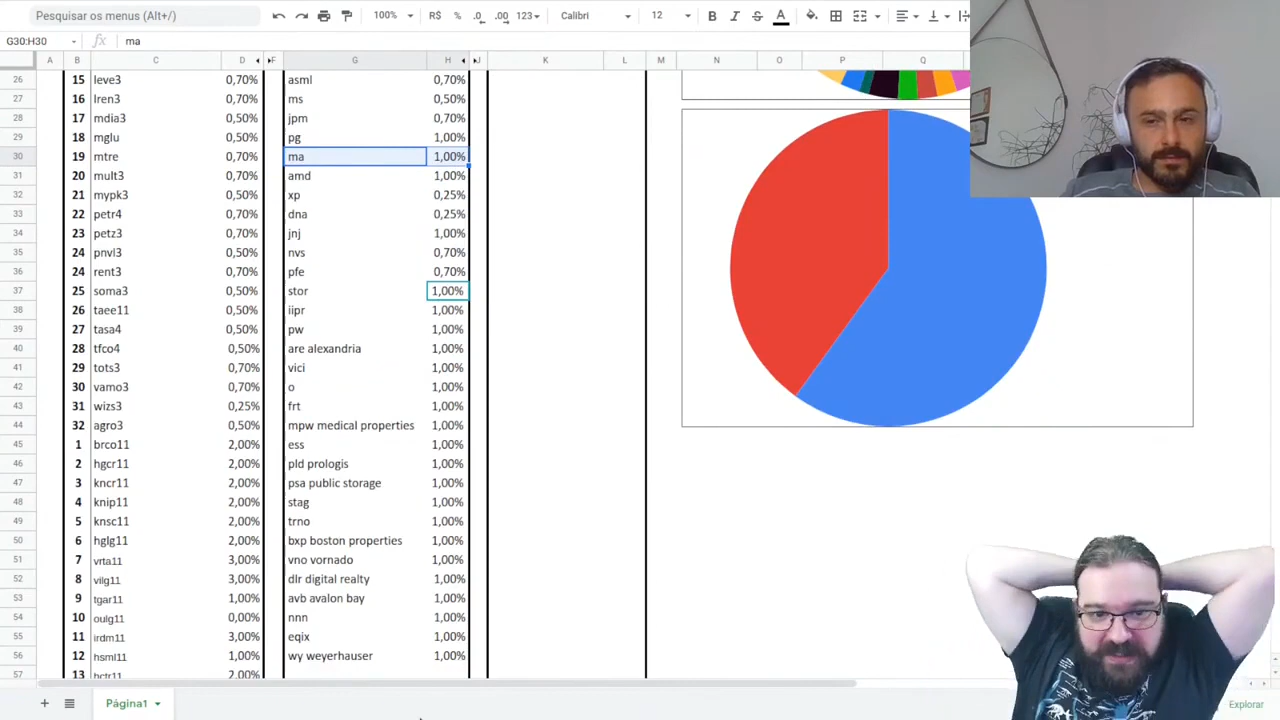 Pesquisar os menus (Alt+/) 100% R$ % .0 .00 123 Calibri 12 B I S A
G30:H30 fx ma
A B C D F G H J K L M N O P Q
26 15 leve3 0,70% asml 0,70%
27 16 lren3 0,70% ms 0,50%
28 17 mdia3 0,50% jpm 0,70%
29 18 mglu 0,50% pg 1,00%
30 19 mtre 0,70% ma 1,00%
31 20 mult3 0,70% amd 1,00%
32 21 mypk3 0,50% xp 0,25%
33 22 petr4 0,70% dna 0,25%
34 23 petz3 0,70% jnj 1,00%
35 24 pnvl3 0,50% nvs 0,70%
36 24 rent3 0,70% pfe 0,70%
37 25 soma3 0,50% stor 1,00%
38 26 taee11 0,50% iipr 1,00%
39 27 tasa4 0,50% pw 1,00%
40 28 tfco4 0,50% are alexandria 1,00%
41 29 tots3 0,70% vici 1,00%
42 30 vamo3 0,70% o 1,00%
43 31 wizs3 0,25% frt 1,00%
44 32 agro3 0,50% mpw medical properties 1,00%
45 1 brco11 2,00% ess 1,00%
46 2 hgcr11 2,00% pld prologis 1,00%
47 3 kncr11 2,00% psa public storage 1,00%
48 4 knip11 2,00% stag 1,00%
49 5 knsc11 2,00% trno 1,00%
50 6 hglg11 2,00% bxp boston properties 1,00%
51 7 vrta11 3,00% vno vornado 1,00%
52 8 vilg11 3,00% dlr digital realty 1,00%
53 9 tgar11 1,00% avb avalon bay 1,00%
54 10 oulg11 0,00% nnn 1,00%
55 11 irdm11 3,00% eqix 1,00%
56 12 hsml11 1,00% wy weyerhauser 1,00%
57 13 hctr11 2,00%
Página1 Explorar